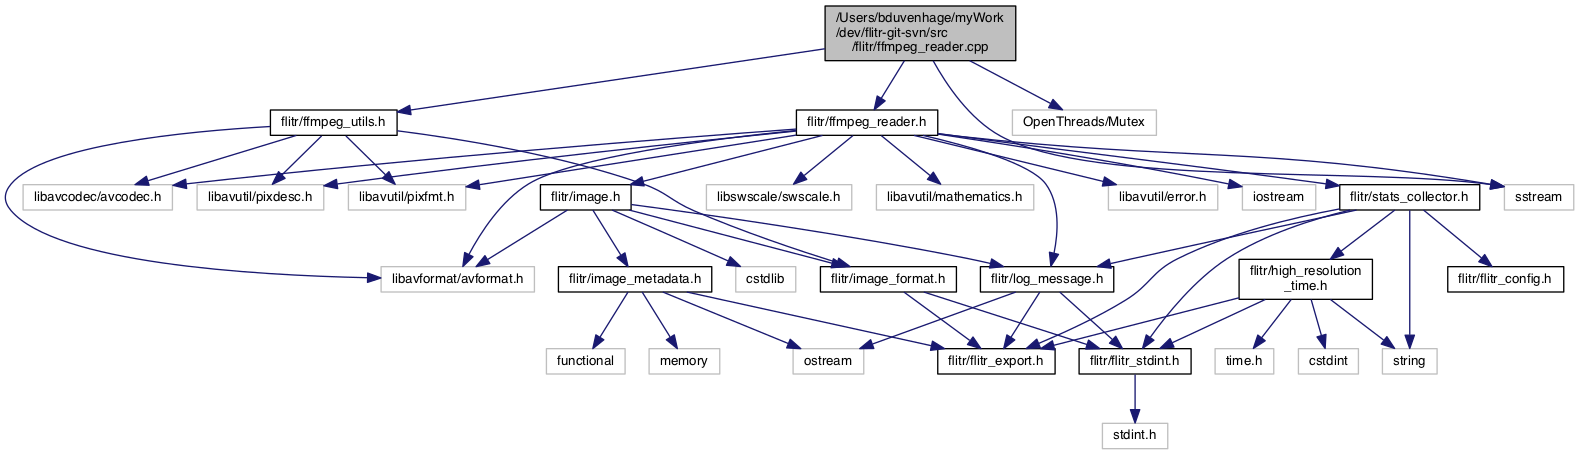 /Users/bduvenhage/myWork
/dev/flitr-git-svn/src
/flitr/ffmpeg_reader.cpp
flitr/ffmpeg_utils.h
flitr/ffmpeg_reader.h
OpenThreads/Mutex
libavcodec/avcodec.h
libavutil/pixdesc.h
libavutil/pixfmt.h
flitr/image.h
libswscale/swscale.h
libavutil/mathematics.h
libavutil/error.h
iostream
flitr/stats_collector.h
sstream
libavformat/avformat.h
flitr/image_metadata.h
cstdlib
flitr/image_format.h
flitr/log_message.h
flitr/high_resolution
_time.h
flitr/flitr_config.h
functional
memory
ostream
flitr/flitr_export.h
flitr/flitr_stdint.h
time.h
cstdint
string
stdint.h